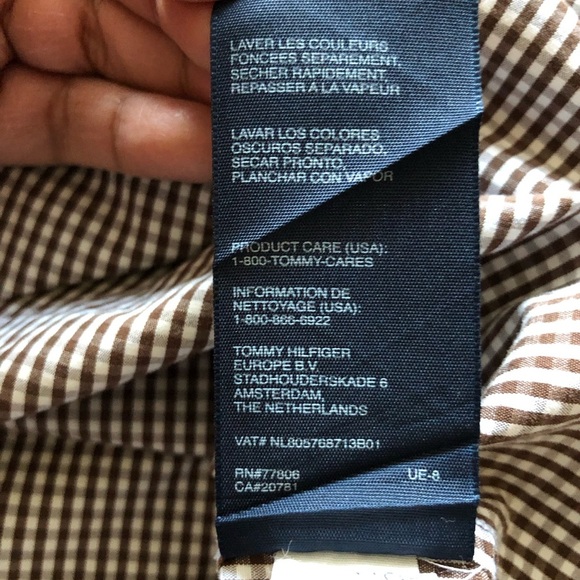 LAVER LES COULEURS
FONCEES SEPAREMENT.
SECHER RAPIDEMENT.
REPASSER A LA VAPEUR
LAVAR LOS COLORES
OSCUROS SEPARADO.
SECAR PRONTO.
PLANCHAR CON VAPOR
PRODUCT CARE (USA):
1-800-TOMMY-CARES
INFORMATION DE
NETTOYAGE (USA):
1-800-866-6922
TOMMY HILFIGER
EUROPE B.V.
STADHOUDERSKADE 6
AMSTERDAM,
THE NETHERLANDS
VAT# NL805768713B01
RN#77806 UE-8
CA#20781